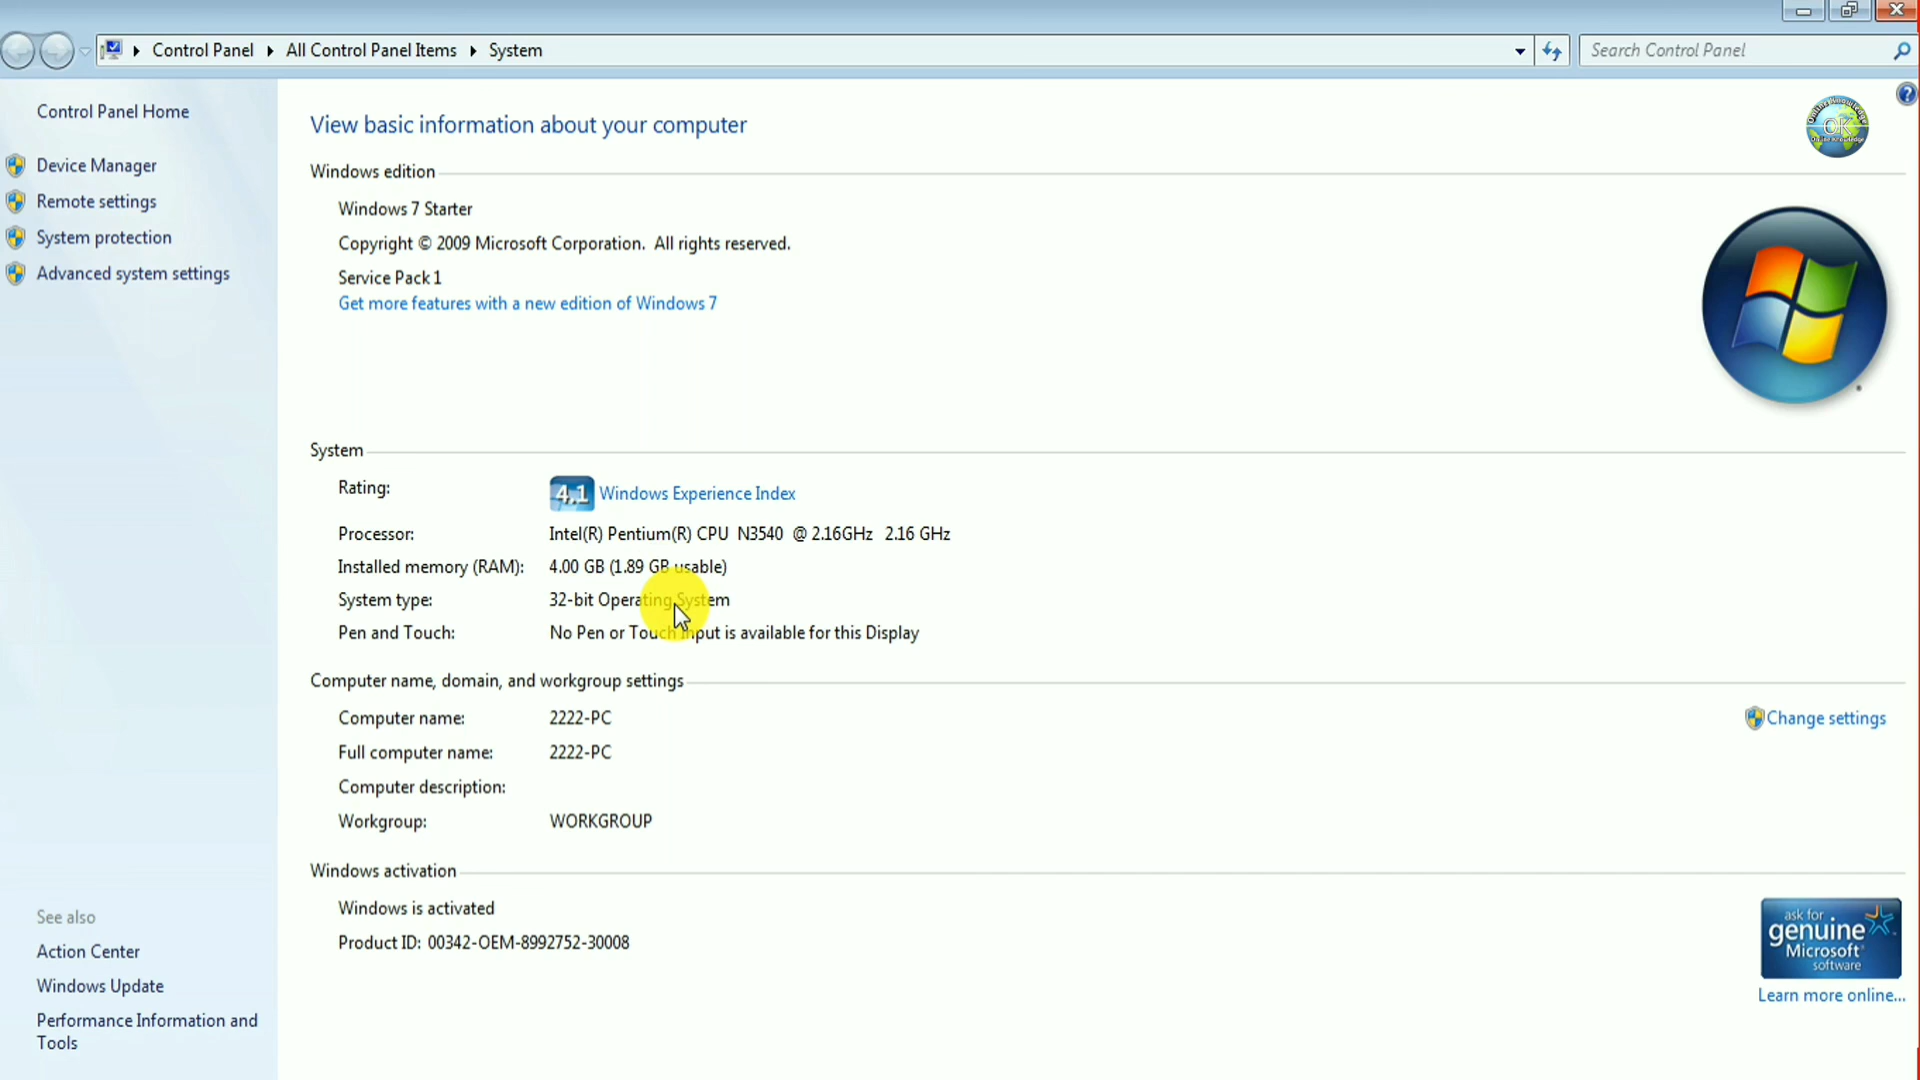 Control Panel All Control Panel Items System
Search Control Panel
Control Panel Home
Device Manager
Remote settings
System protection
Advanced system settings
See also
Action Center
Windows Update
Performance Information and
Tools
View basic information about your computer
Online Knowledge
OK
Online Knowledge
Windows edition
Windows 7 Starter
Copyright © 2009 Microsoft Corporation. All rights reserved.
Service Pack 1
Get more features with a new edition of Windows 7
System
Rating: 4,1 Windows Experience Index
Processor: Intel(R) Pentium(R) CPU N3540 @ 2.16GHz 2.16 GHz
Installed memory (RAM): 4.00 GB (1.89 GB usable)
System type: 32-bit Operating System
Pen and Touch: No Pen or Touch Input is available for this Display
Computer name, domain, and workgroup settings
Computer name: 2222-PC
Change settings
Full computer name: 2222-PC
Computer description:
Workgroup: WORKGROUP
Windows activation
Windows is activated
Product ID: 00342-OEM-8992752-30008
ask for
genuine
Microsoft
software
Learn more online...